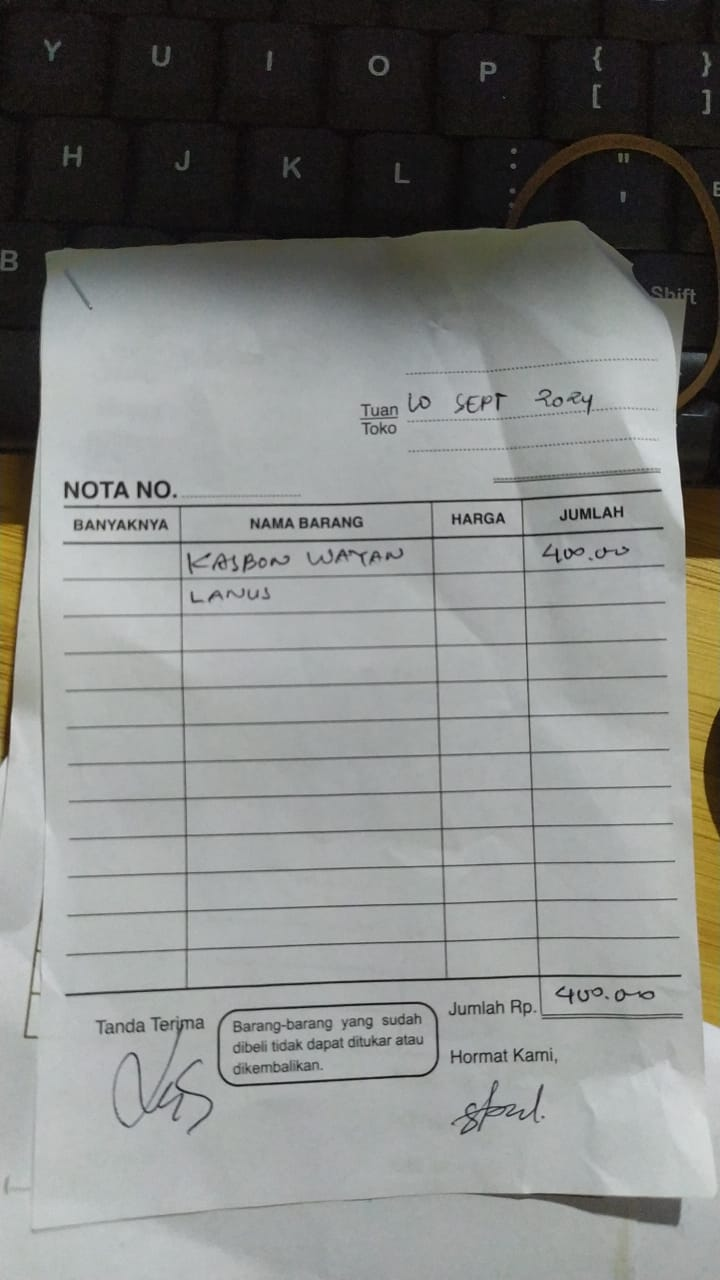 Y U I O P { [ } ]
H J K L : ; " '
B Shift
10 SEPT 2024
Tuan
Toko
NOTA NO.
BANYAKNYA NAMA BARANG HARGA JUMLAH
KASBON WAYAN 400.00
LANUS
Jumlah Rp. 400.00
Tanda Terima
Barang-barang yang sudah
dibeli tidak dapat ditukar atau
dikembalikan.
Hormat Kami,